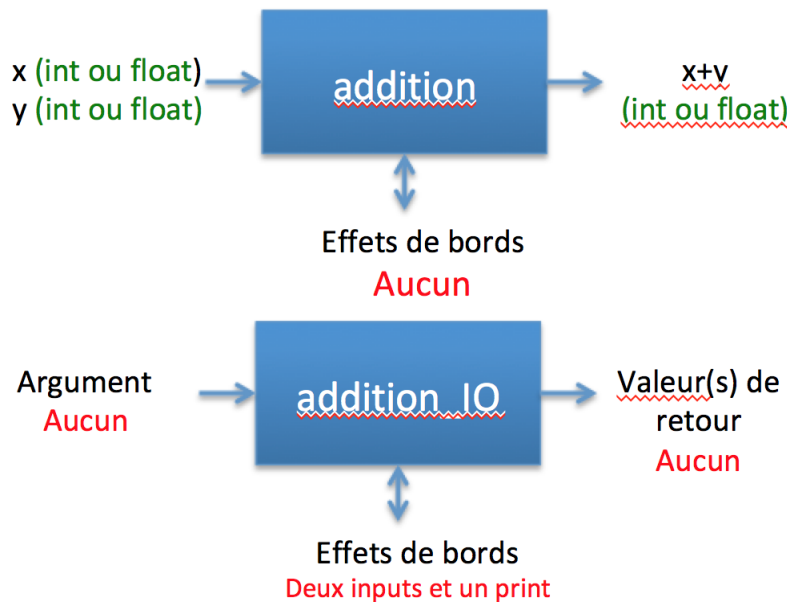 x (int ou float)
y (int ou float)
addition
x+v
(int ou float)
Effets de bords
Aucun
Argument
Aucun
addition_IO
Valeur(s) de
retour
Aucun
Effets de bords
Deux inputs et un print